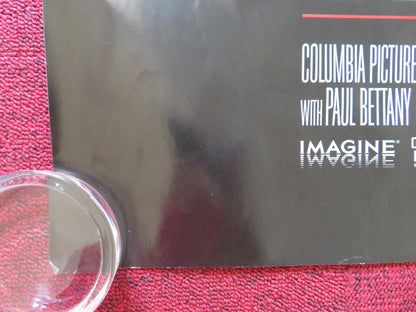 COLUMBIA PICTURE
WITH PAUL BETTANY
IMAGINE®